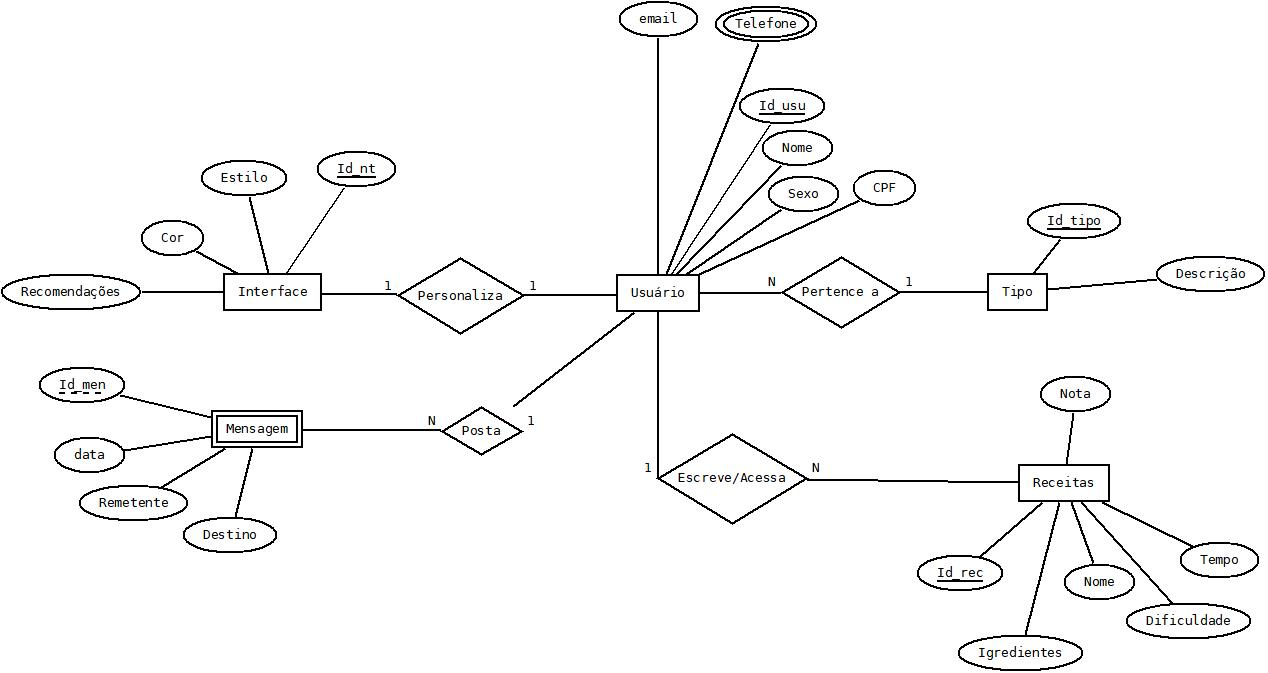 email
Telefone
Id_usu
Nome
Sexo
CPF
Estilo
Id_nt
Cor
Recomendações
Interface
1
Personaliza
1
Usuário
N
Pertence a
1
Tipo
Id_tipo
Descrição
Id_men
data
Remetente
Destino
Mensagem
N
Posta
1
1
Escreve/Acessa
N
Receitas
Nota
Id_rec
Igredientes
Nome
Dificuldade
Tempo